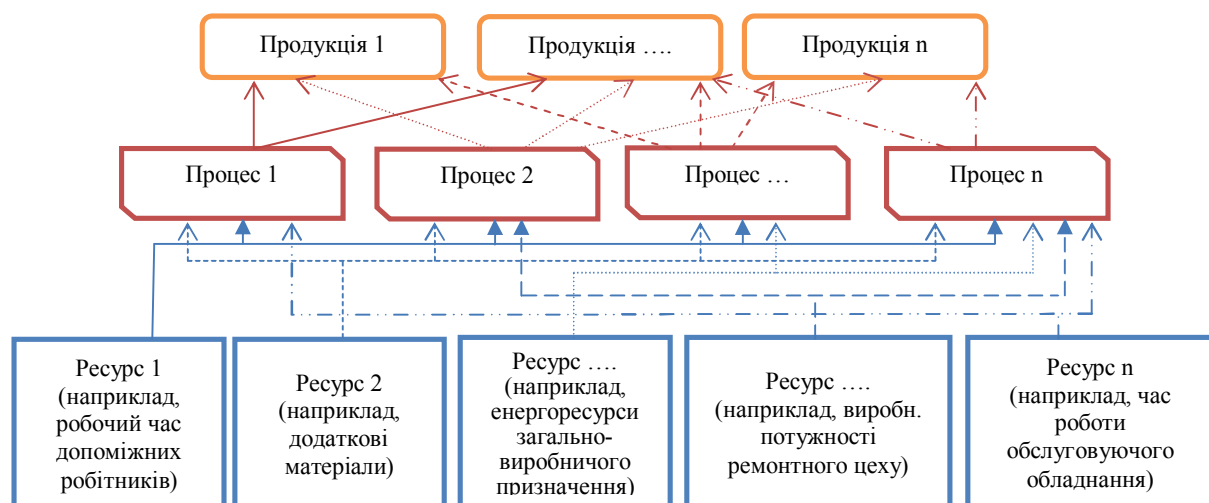 Продукція 1
Продукція ….
Продукція n
Процес 1
Процес 2
Процес …
Процес n
Ресурс 1
(наприклад,
робочий час
допоміжних
робітників)
Ресурс 2
(наприклад,
додаткові
матеріали)
Ресурс ….
(наприклад,
енергоресурси
загально-
виробничого
призначення)
Ресурс ….
(наприклад, виробн.
потужності
ремонтного цеху)
Ресурс n
(наприклад, час
роботи
обслуговуючого
обладнання)